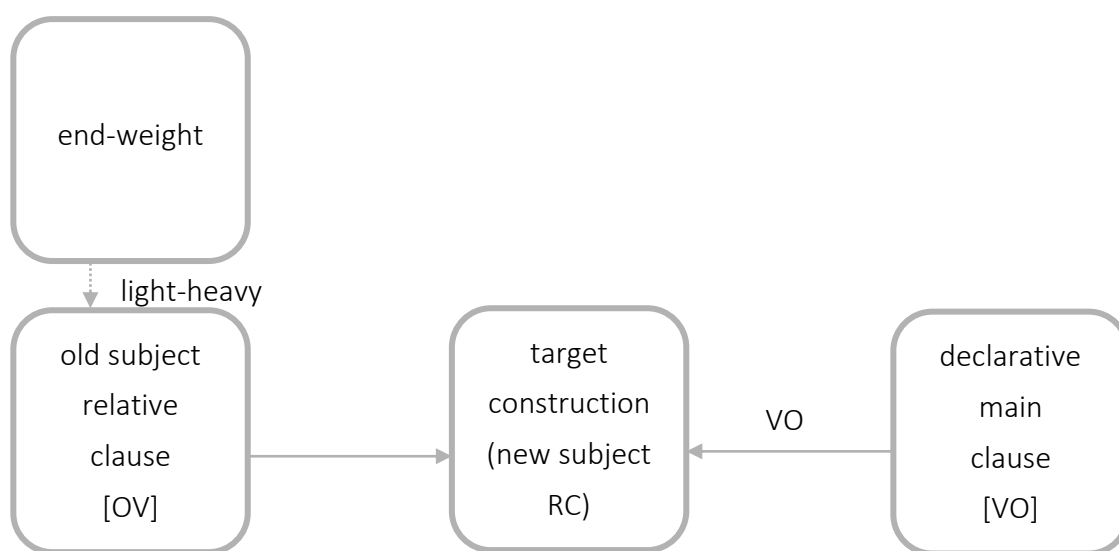 end-weight
light-heavy
old subject
relative
clause
[OV]
target
construction
(new subject
RC)
VO
declarative
main
clause
[VO]